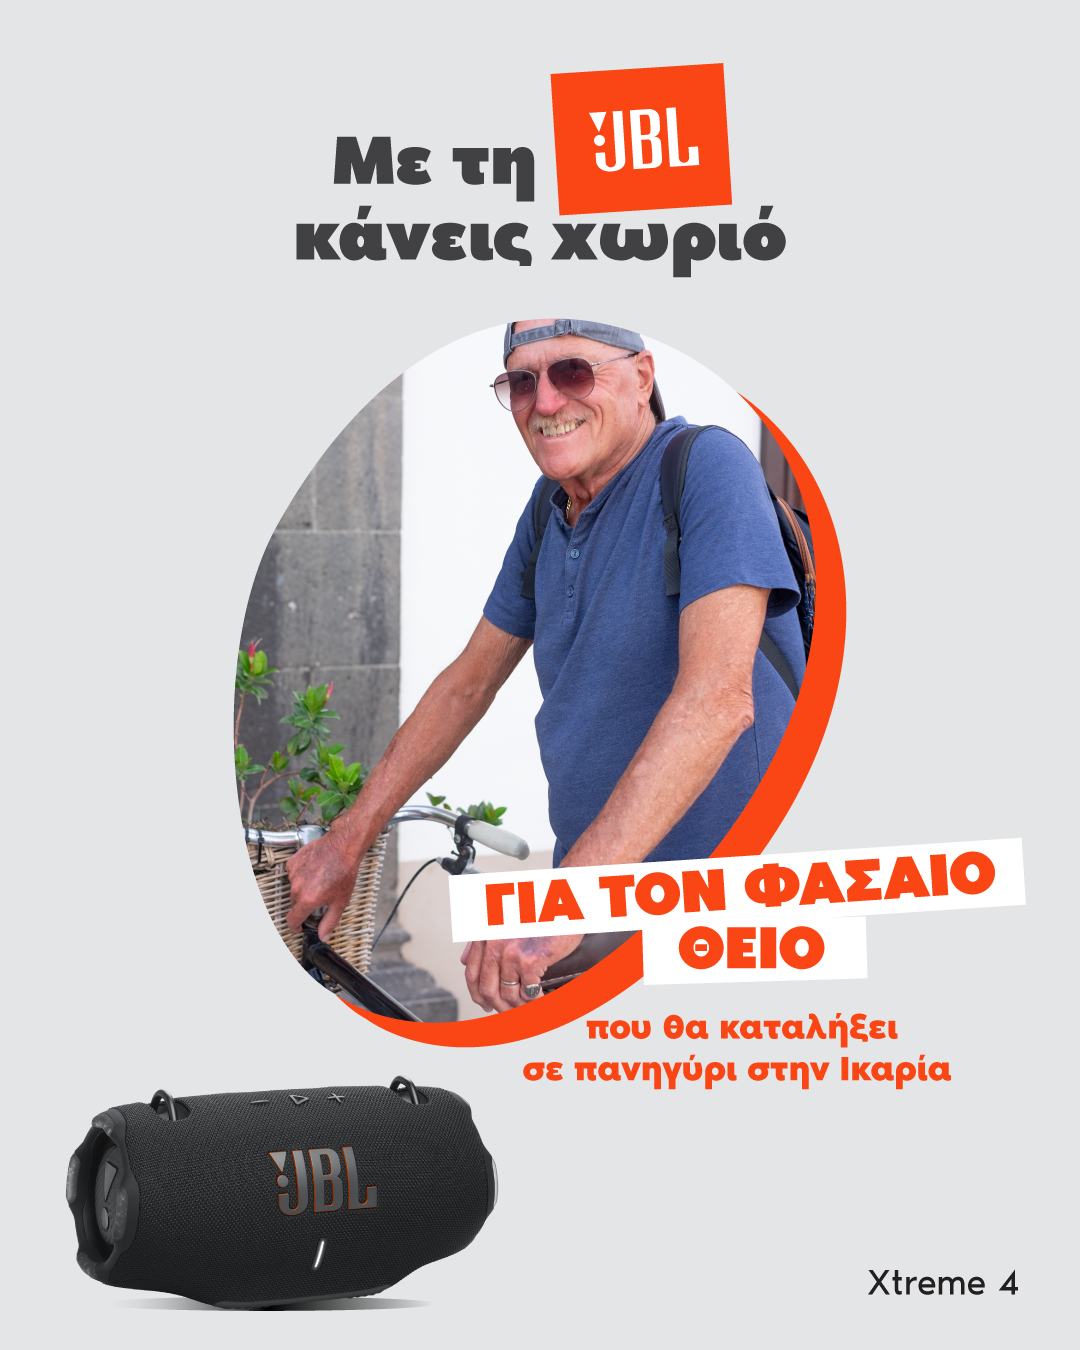 Με τη JBL
κάνεις χωριό
ΓΙΑ ΤΟΝ ΦΑΣΑΙΟ
ΘΕΙΟ
που θα καταλήξει
σε πανηγύρι στην Ικαρία
JBL
Xtreme 4